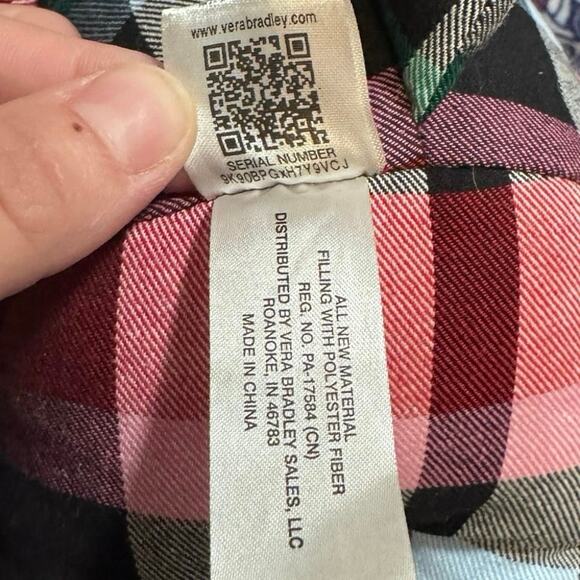 www.verabradley.com
SERIAL NUMBER
9K90BPGxH7Y9VCJ
ALL NEW MATERIAL
FILLING WITH POLYESTER FIBER
REG. NO. PA-17584 (CN)
DISTRIBUTED BY VERA BRADLEY SALES, LLC
ROANOKE, IN 46783
MADE IN CHINA